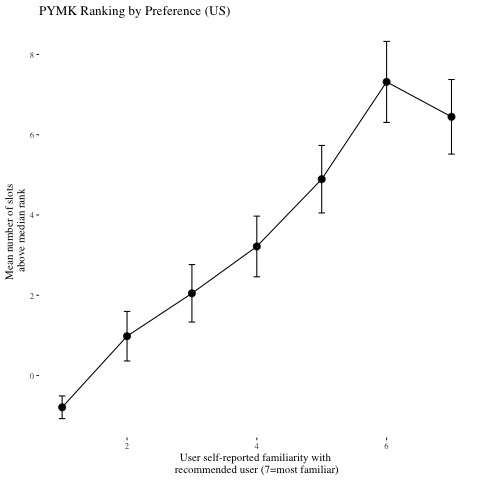 PYMK Ranking by Preference (US)
8
6
4
2
0
Mean number of slots
above median rank
2
4
6
User self-reported familiarity with
recommended user (7=most familiar)